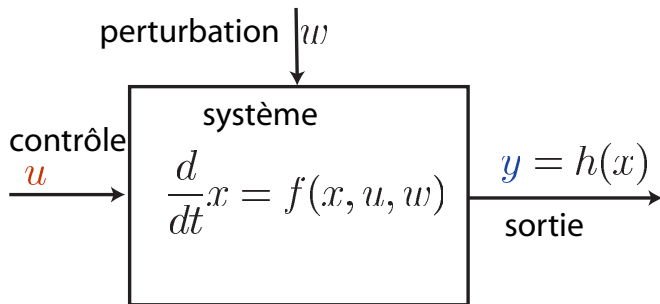 perturbation w
système
contrôle
u
d/dt x = f(x, u, w)
y = h(x)
sortie